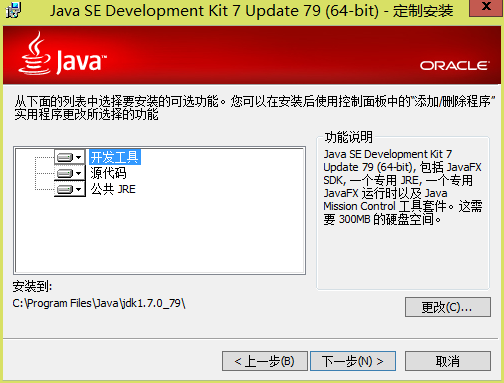 Java SE Development Kit 7 Update 79 (64-bit) - 定制安装
Java
ORACLE
从下面的列表中选择要安装的可选功能。您可以在安装后使用控制面板中的“添加/删除程序”
实用程序更改所选择的功能
开发工具
源代码
公共 JRE
功能说明
Java SE Development Kit 7
Update 79 (64-bit), 包括 JavaFX
SDK, 一个专用 JRE, 一个专用
JavaFX 运行时以及 Java
Mission Control 工具套件。这需
要 300MB 的硬盘空间。
安装到:
C:\Program Files\Java\jdk1.7.0_79\
更改(C)...
< 上一步(B)
下一步(N) >
取消